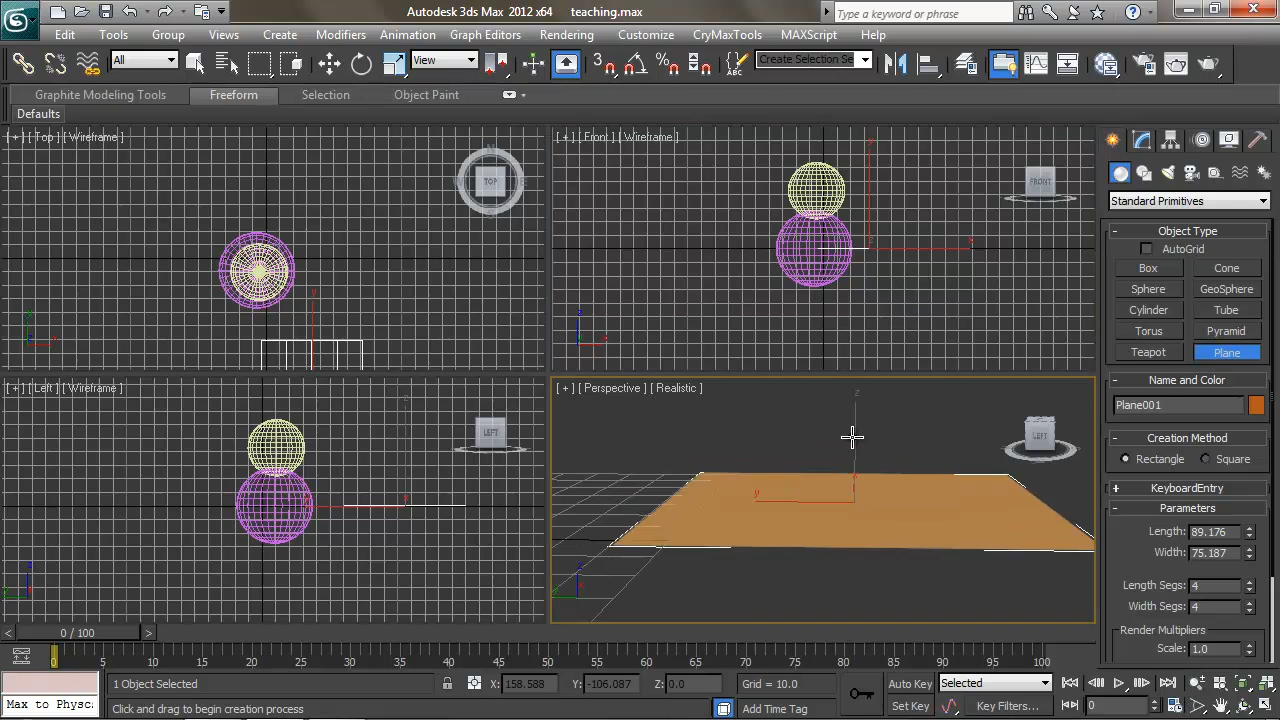 Autodesk 3ds Max 2012 x64 teaching.max
Type a keyword or phrase
Edit Tools Group Views Create Modifiers Animation Graph Editors Rendering Customize CryMaxTools MAXScript Help
All View Create Selection Se
Graphite Modeling Tools Freeform Selection Object Paint
Defaults
[ + ] [ Top ] [ Wireframe ]
TOP
[ + ] [ Front ] [ Wireframe ]
FRONT
[ + ] [ Left ] [ Wireframe ]
LEFT
[ + ] [ Perspective ] [ Realistic ]
LEFT
Standard Primitives
- Object Type
AutoGrid
Box Cone
Sphere GeoSphere
Cylinder Tube
Torus Pyramid
Teapot Plane
- Name and Color
Plane001
- Creation Method
Rectangle Square
+ KeyboardEntry
- Parameters
Length: 89.176
Width: 75.187
Length Segs: 4
Width Segs: 4
Render Multipliers
Scale: 1.0
< 0 / 100 >
0 5 10 15 20 25 30 35 40 45 50 55 60 65 70 75 80 85 90 95 100
1 Object Selected X: 158.588 Y: -106.087 Z: 0.0 Grid = 10.0 Auto Key Selected
Max to Physc Click and drag to begin creation process Add Time Tag Set Key Key Filters... 0